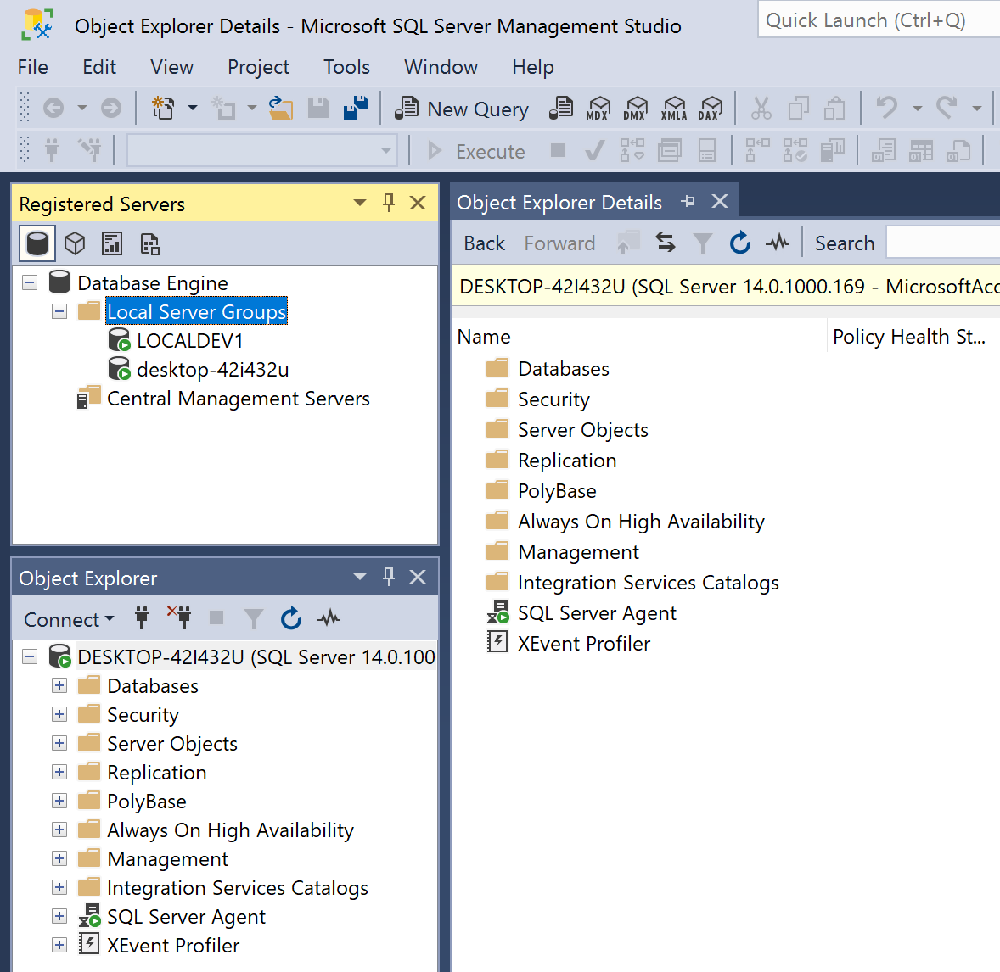 Object Explorer Details - Microsoft SQL Server Management Studio
Quick Launch (Ctrl+Q)
File Edit View Project Tools Window Help
New Query MDX DMX XMLA DAX
Execute
Registered Servers
Database Engine
Local Server Groups
LOCALDEV1
desktop-42i432u
Central Management Servers
Object Explorer
Connect
DESKTOP-42I432U (SQL Server 14.0.100
Databases
Security
Server Objects
Replication
PolyBase
Always On High Availability
Management
Integration Services Catalogs
SQL Server Agent
XEvent Profiler
Object Explorer Details
Back Forward Search
DESKTOP-42I432U (SQL Server 14.0.1000.169 - MicrosoftAcc
Name Policy Health St...
Databases
Security
Server Objects
Replication
PolyBase
Always On High Availability
Management
Integration Services Catalogs
SQL Server Agent
XEvent Profiler